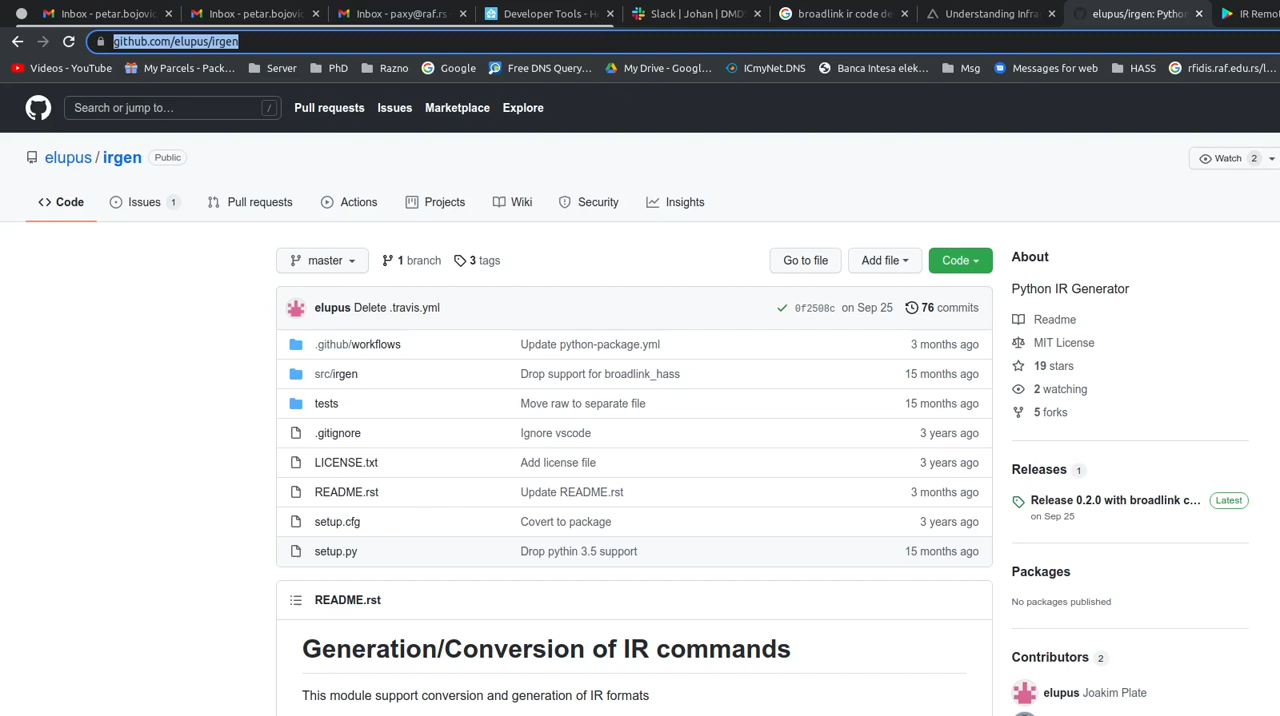 Inbox - petar.bojovic Inbox - petar.bojovic Inbox - paxy@raf.rs Developer Tools - H Slack | Johan | DMD broadlink ir code de Understanding Infra elupus/irgen: Python IR Remo
github.com/elupus/irgen
Videos - YouTube My Parcels - Pack... Server PhD Razno Google Free DNS Query... My Drive - Googl... ICmyNet.DNS Banca Intesa elek... Msg Messages for web HASS rfidis.raf.edu.rs/l...
Search or jump to... / Pull requests Issues Marketplace Explore
elupus / irgen Public Watch 2
Code Issues 1 Pull requests Actions Projects Wiki Security Insights
master 1 branch 3 tags Go to file Add file Code
elupus Delete .travis.yml 0f2508c on Sep 25 76 commits
.github/workflows Update python-package.yml 3 months ago
src/irgen Drop support for broadlink_hass 15 months ago
tests Move raw to separate file 15 months ago
.gitignore Ignore vscode 3 years ago
LICENSE.txt Add license file 3 years ago
README.rst Update README.rst 3 months ago
setup.cfg Covert to package 3 years ago
setup.py Drop pythin 3.5 support 15 months ago
README.rst
Generation/Conversion of IR commands
This module support conversion and generation of IR formats
About
Python IR Generator
Readme
MIT License
19 stars
2 watching
5 forks
Releases 1
Release 0.2.0 with broadlink c... Latest
on Sep 25
Packages
No packages published
Contributors 2
elupus Joakim Plate